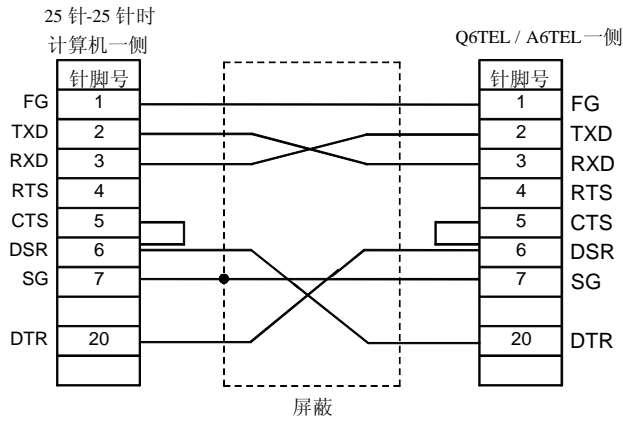 25 针-25 针时
计算机一侧
Q6TEL / A6TEL一侧
针脚号 针脚号
FG 1 1 FG
TXD 2 2 TXD
RXD 3 3 RXD
RTS 4 4 RTS
CTS 5 5 CTS
DSR 6 6 DSR
SG 7 7 SG
DTR 20 20 DTR
屏蔽